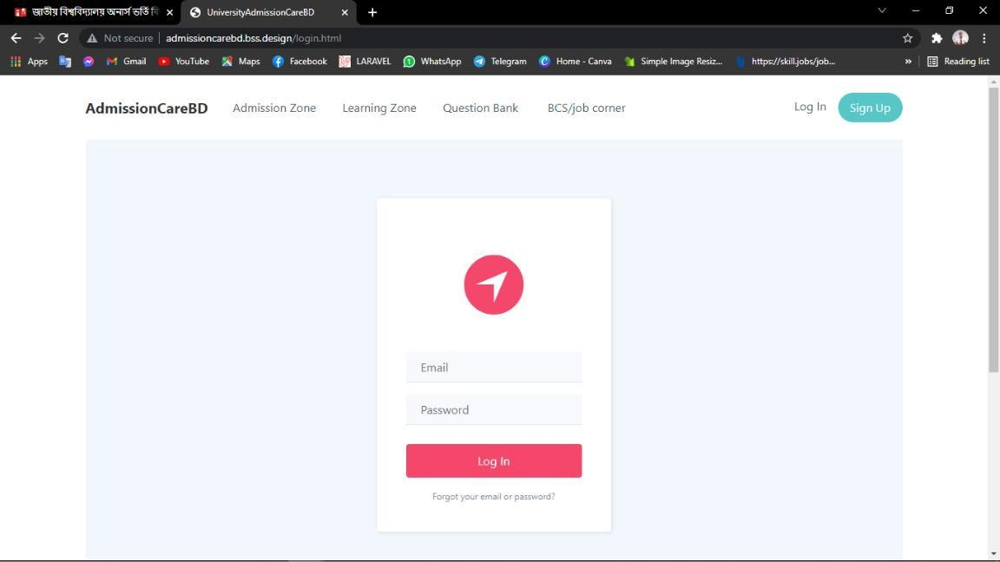 জাতীয় বিশ্ববিদ্যালয় অনার্স ভর্তি বি
UniversityAdmissionCareBD
Not secure
admissioncarebd.bss.design/login.html
Apps
Gmail
YouTube
Maps
Facebook
LARAVEL
WhatsApp
Telegram
Home - Canva
Simple Image Resiz...
https://skill.jobs/job...
»
Reading list
AdmissionCareBD
Admission Zone
Learning Zone
Question Bank
BCS/job corner
Log In
Sign Up
Email
Password
Log In
Forgot your email or password?